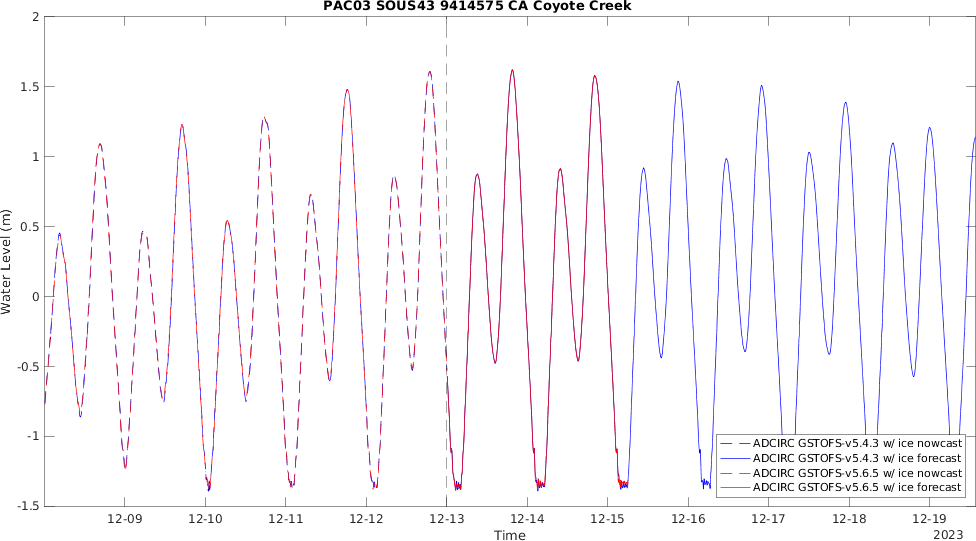 PAC03 SOUS43 9414575 CA Coyote Creek
2
1.5
1
0.5
0
-0.5
-1
-1.5
Water Level (m)
ADCIRC GSTOFS-v5.4.3 w/ ice nowcast
ADCIRC GSTOFS-v5.4.3 w/ ice forecast
ADCIRC GSTOFS-v5.6.5 w/ ice nowcast
ADCIRC GSTOFS-v5.6.5 w/ ice forecast
12-09 12-10 12-11 12-12 12-13 12-14 12-15 12-16 12-17 12-18 12-19
Time
2023